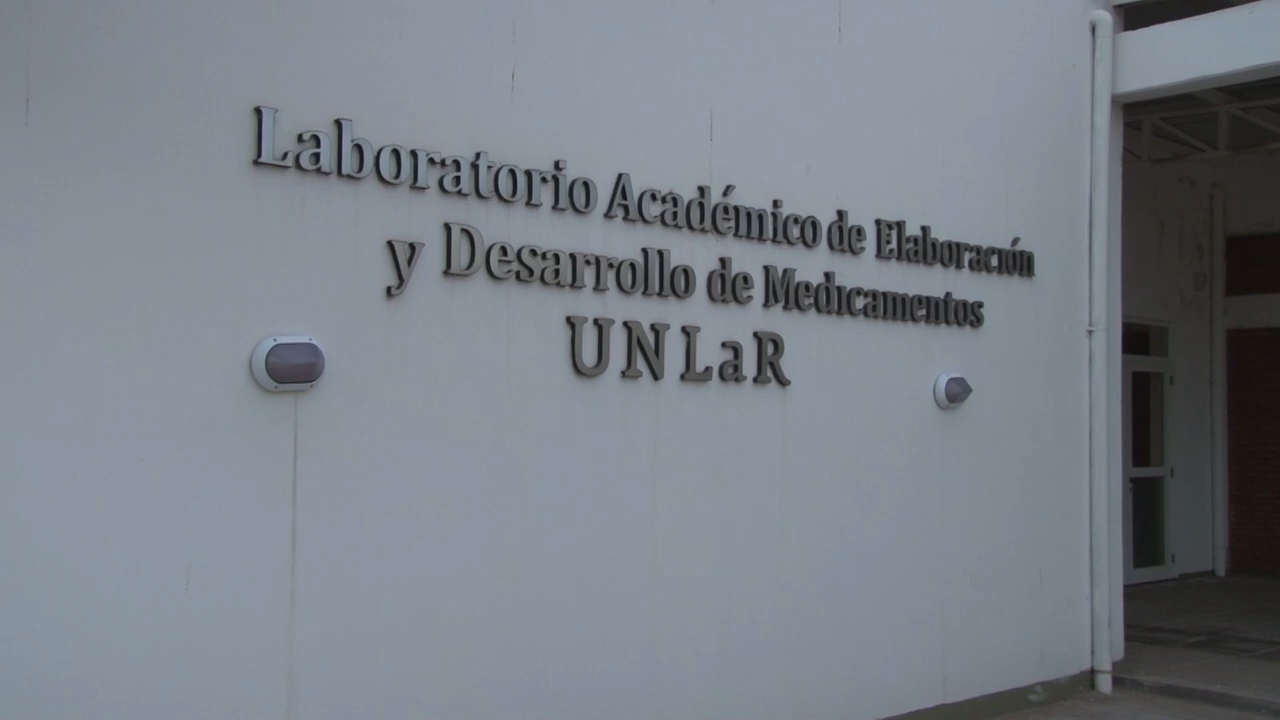 Laboratorio Académico de Elaboración
y Desarrollo de Medicamentos
UNLaR